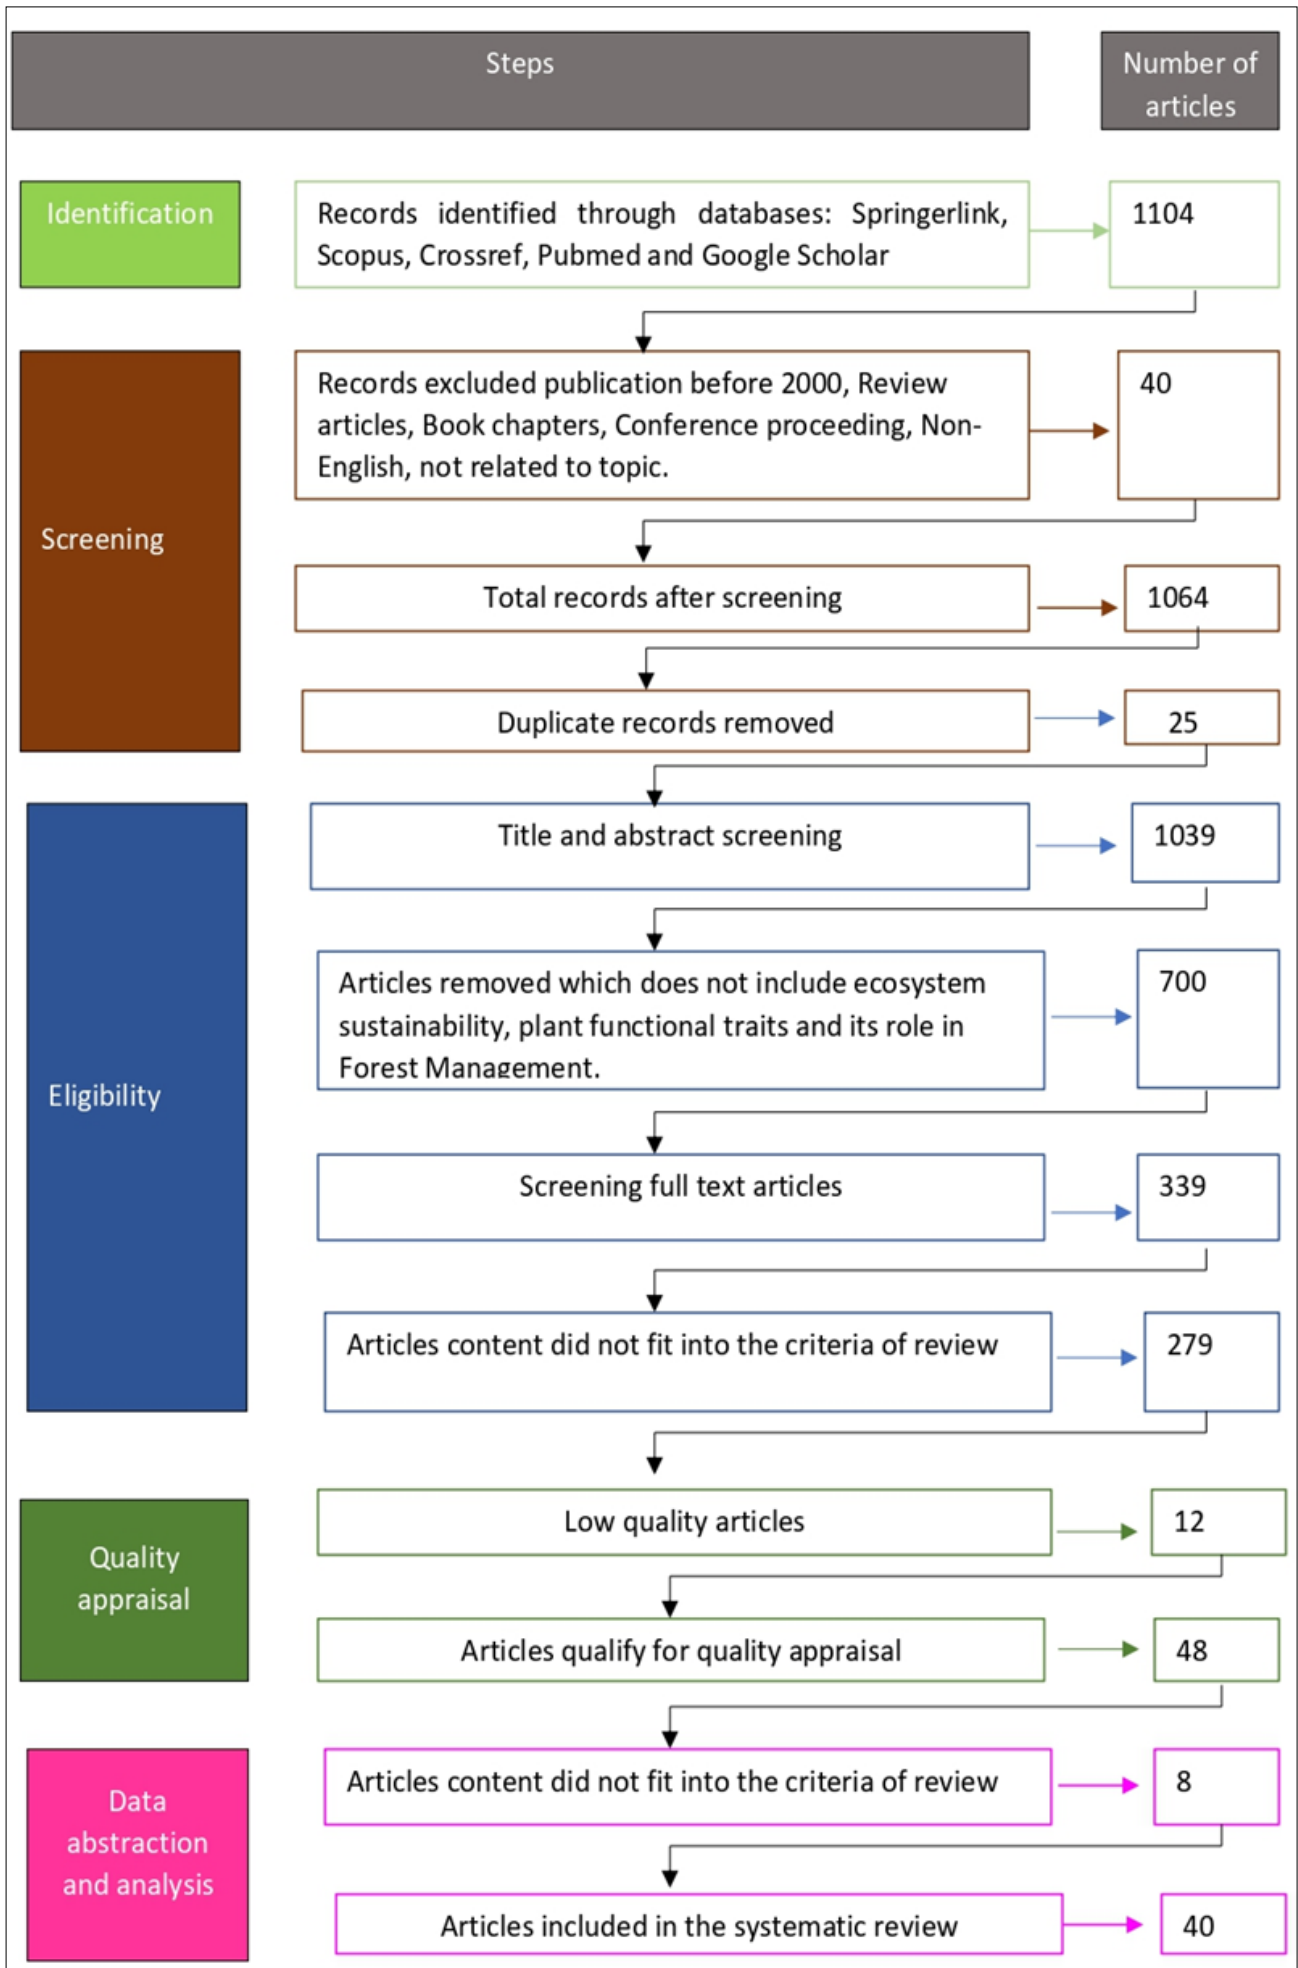 Steps
Number of
articles
Identification
Records identified through databases: Springerlink,
Scopus, Crossref, Pubmed and Google Scholar
1104
Screening
Records excluded publication before 2000, Review
articles, Book chapters, Conference proceeding, Non-
English, not related to topic.
40
Total records after screening
1064
Duplicate records removed
25
Eligibility
Title and abstract screening
1039
Articles removed which does not include ecosystem
sustainability, plant functional traits and its role in
Forest Management.
700
Screening full text articles
339
Articles content did not fit into the criteria of review
279
Quality
appraisal
Low quality articles
12
Articles qualify for quality appraisal
48
Data
abstraction
and analysis
Articles content did not fit into the criteria of review
8
Articles included in the systematic review
40